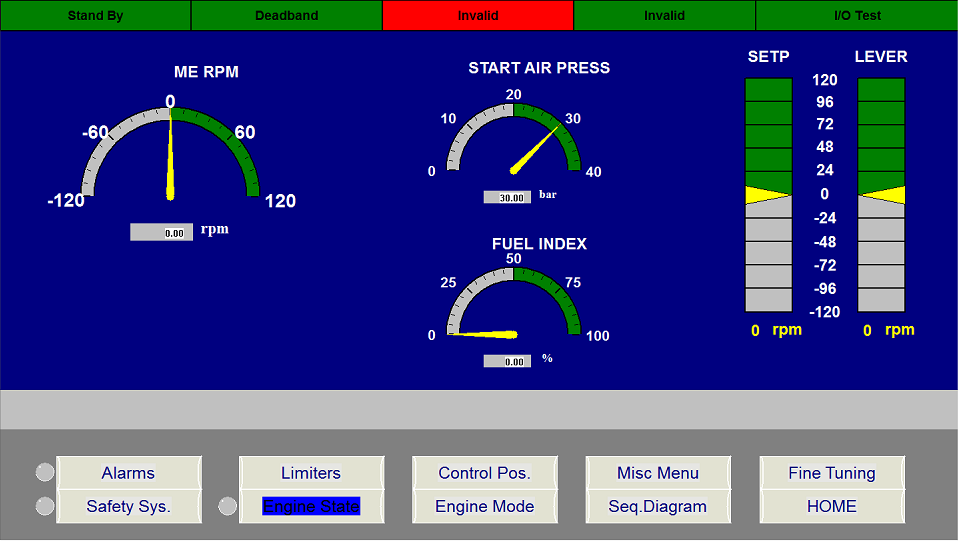 Stand By Deadband Invalid Invalid I/O Test
ME RPM
0
-60 60
-120 120
0.00 rpm
START AIR PRESS
20
10 30
0 40
30.00 bar
FUEL INDEX
50
25 75
0 100
0.00 %
SETP LEVER
120
96
72
48
24
0
-24
-48
-72
-96
-120
0 rpm 0 rpm
Alarms Limiters Control Pos. Misc Menu Fine Tuning
Safety Sys. Engine State Engine Mode Seq.Diagram HOME